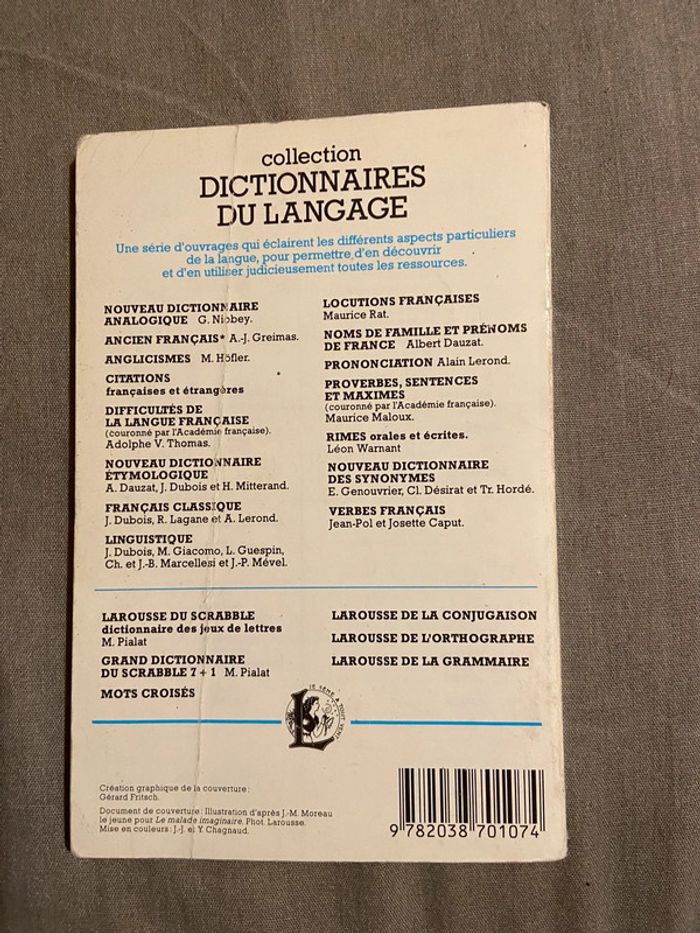 collection
DICTIONNAIRES
DU LANGAGE
Une série d'ouvrages qui éclairent les différents aspects particuliers
de la langue, pour permettre d'en découvrir
et d'en utiliser judicieusement toutes les ressources.
NOUVEAU DICTIONNAIRE
ANALOGIQUE G. Niobey.
ANCIEN FRANÇAIS* A.-J. Greimas.
ANGLICISMES M. Höfler.
CITATIONS
françaises et étrangères
DIFFICULTÉS DE
LA LANGUE FRANÇAISE
(couronné par l'Académie française).
Adolphe V. Thomas.
NOUVEAU DICTIONNAIRE
ÉTYMOLOGIQUE
A. Dauzat, J. Dubois et H. Mitterand.
FRANÇAIS CLASSIQUE
J. Dubois, R. Lagane et A. Lerond.
LINGUISTIQUE
J. Dubois, M. Giacomo, L. Guespin,
Ch. et J.-B. Marcellesi et J.-P. Mével.
LOCUTIONS FRANÇAISES
Maurice Rat.
NOMS DE FAMILLE ET PRÉNOMS
DE FRANCE Albert Dauzat.
PRONONCIATION Alain Lerond.
PROVERBES, SENTENCES
ET MAXIMES
(couronné par l'Académie française).
Maurice Maloux.
RIMES orales et écrites.
Léon Warnant
NOUVEAU DICTIONNAIRE
DES SYNONYMES
E. Genouvrier, Cl. Désirat et Tr. Hordé.
VERBES FRANÇAIS
Jean-Pol et Josette Caput.
LAROUSSE DU SCRABBLE
dictionnaire des jeux de lettres
M. Pialat
GRAND DICTIONNAIRE
DU SCRABBLE 7 + 1 M. Pialat
MOTS CROISÉS
LAROUSSE DE LA CONJUGAISON
LAROUSSE DE L'ORTHOGRAPHE
LAROUSSE DE LA GRAMMAIRE
JE SÈME À TOUT VENT
L
Création graphique de la couverture :
Gérard Fritsch.
Document de couverture : Illustration d'après J.-M. Moreau
le jeune pour Le malade imaginaire. Phot. Larousse.
Mise en couleurs : J.-J. et Y. Chagnaud.
9 782038 701074